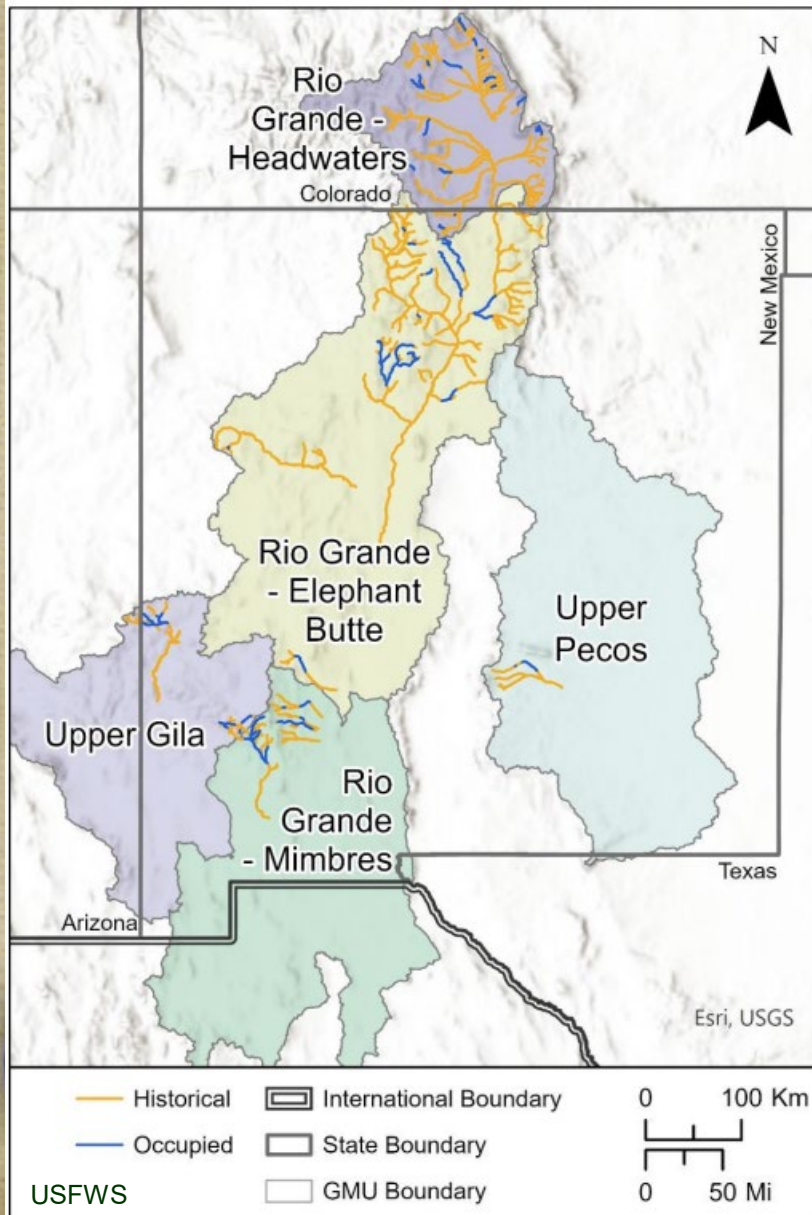 N
Rio
Grande -
Headwaters
Colorado
New Mexico
Rio Grande
- Elephant
Butte
Upper
Pecos
Upper Gila
Rio
Grande
- Mimbres
Texas
Arizona
Esri, USGS
Historical
International Boundary
0 100 Km
Occupied
State Boundary
0 50 Mi
GMU Boundary
USFWS